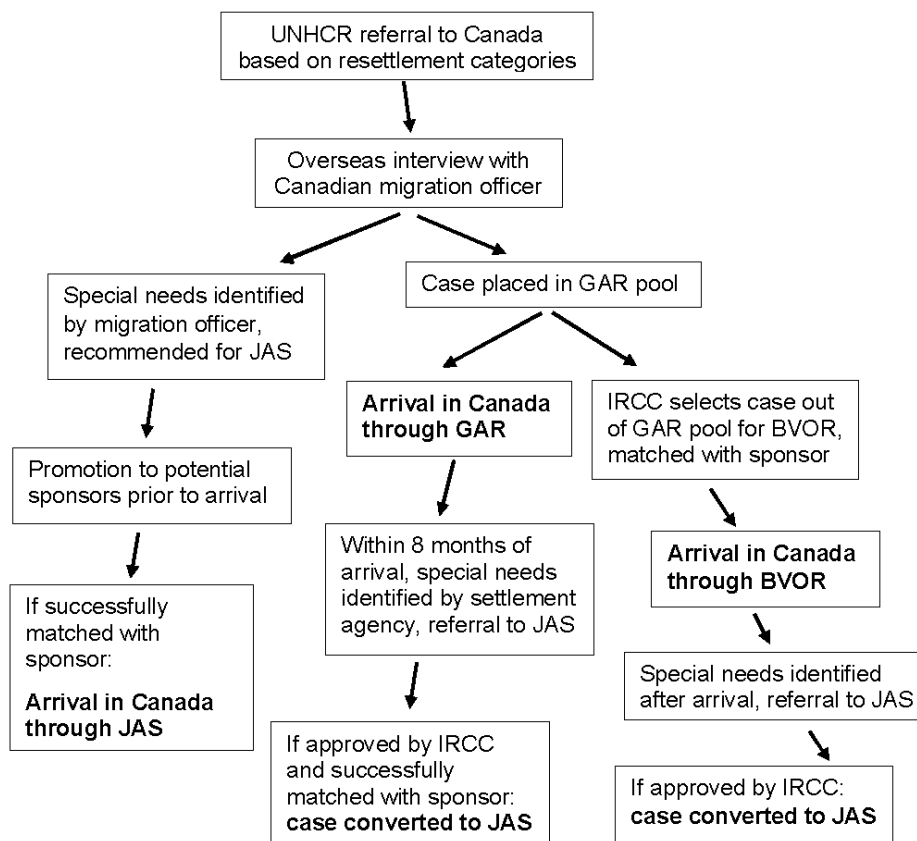 UNHCR referral to Canada
based on resettlement categories
Overseas interview with
Canadian migration officer
Special needs identified
by migration officer,
recommended for JAS
Case placed in GAR pool
Arrival in Canada
through GAR
IRCC selects case out
of GAR pool for BVOR,
matched with sponsor
Promotion to potential
sponsors prior to arrival
Within 8 months of
arrival, special needs
identified by settlement
agency, referral to JAS
Arrival in Canada
through BVOR
If successfully
matched with
sponsor:
Arrival in Canada
through JAS
Special needs identified
after arrival, referral to JAS
If approved by IRCC
and successfully
matched with sponsor:
case converted to JAS
If approved by IRCC:
case converted to JAS